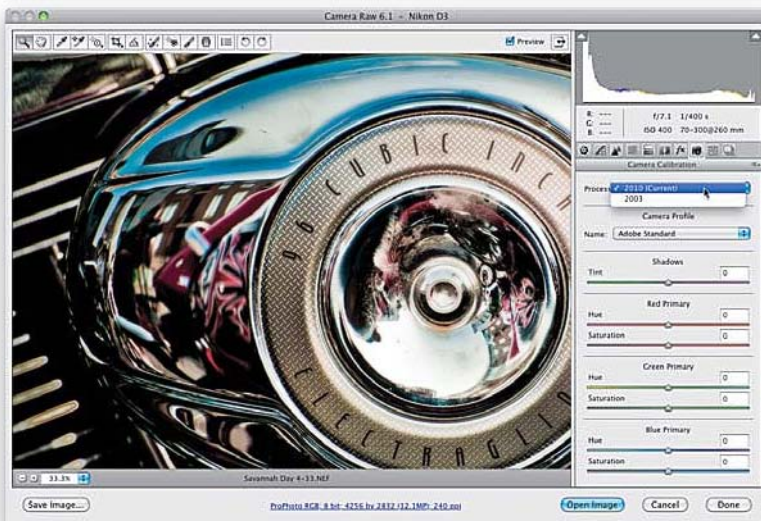 Camera Raw 6.1 – Nikon D3
Preview
R: ---
G: ---
B: ---
f/7.1 1/400 s
ISO 400 70-300@260 mm
Camera Calibration
Process: ✓ 2010 (Current)
2003
Camera Profile
Name: Adobe Standard
Shadows
Tint 0
Red Primary
Hue 0
Saturation 0
Green Primary
Hue 0
Saturation 0
Blue Primary
Hue 0
Saturation 0
96 CUBIC INCH
ELECTRAGLID
33.3%
Savannah Day 4-33.NEF
Save Image...
ProPhoto RGB; 8 bit; 4256 by 2832 (12.1MP); 240 ppi
Open Image
Cancel
Done